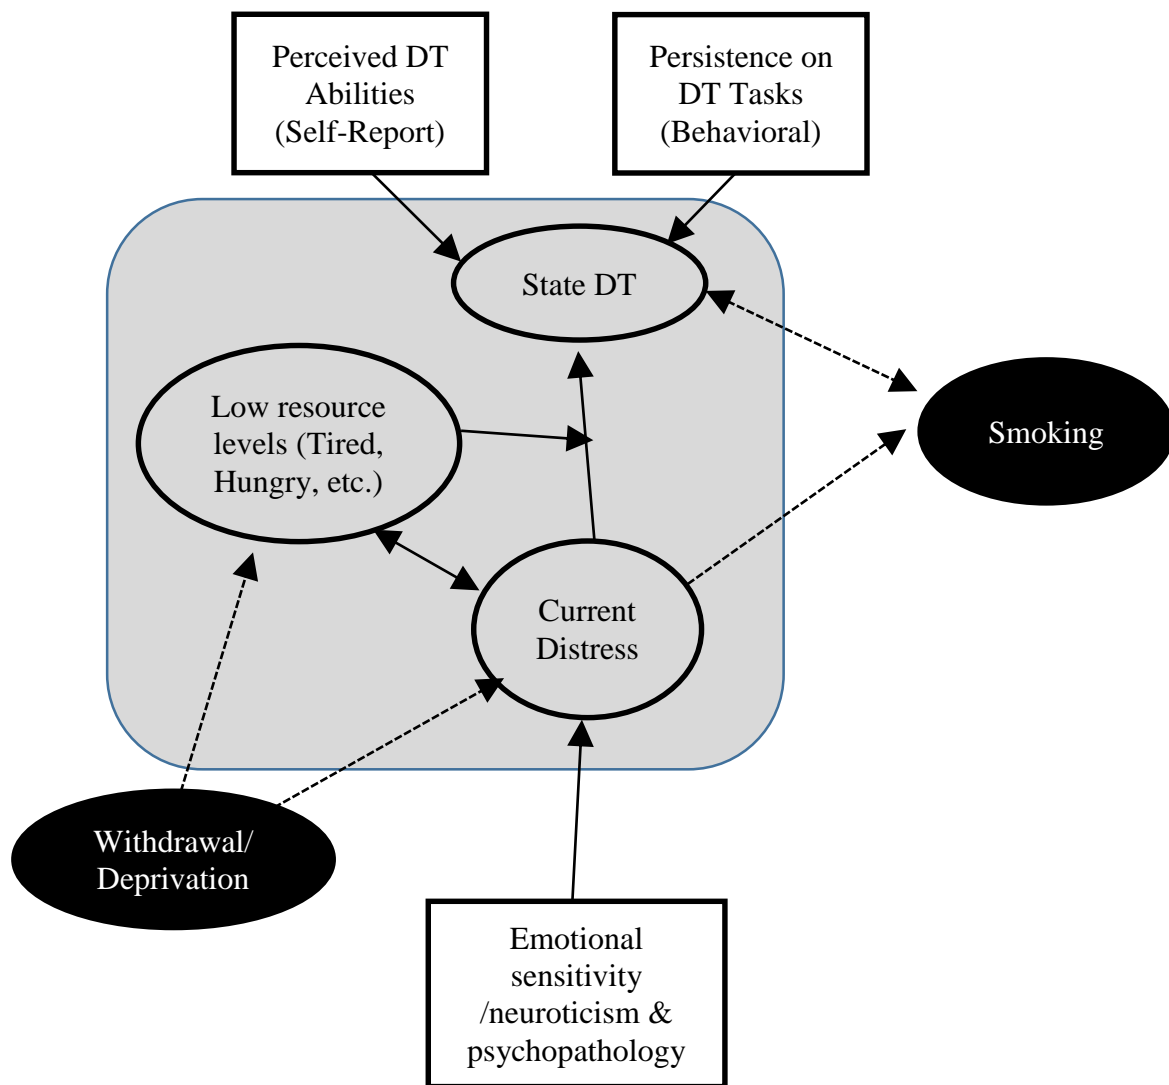 Perceived DT
Abilities
(Self-Report)
Persistence on
DT Tasks
(Behavioral)
State DT
Low resource
levels (Tired,
Hungry, etc.)
Smoking
Current
Distress
Withdrawal/
Deprivation
Emotional
sensitivity
/neuroticism &
psychopathology